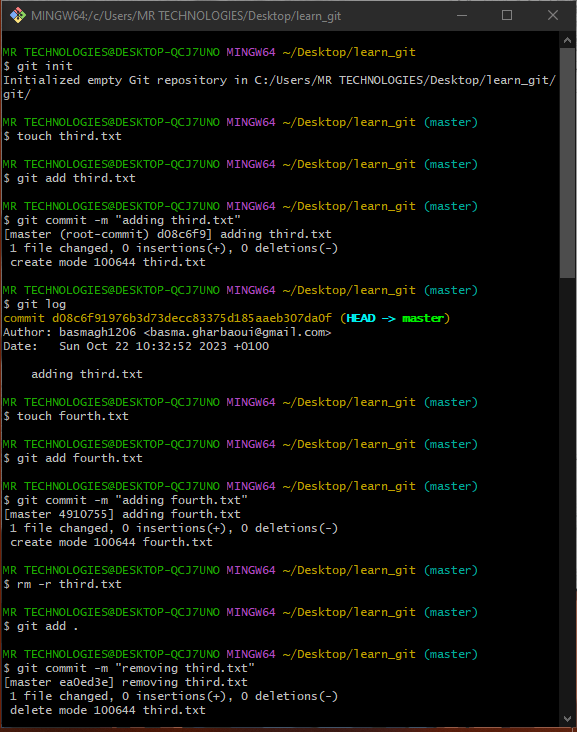 MINGW64:/c/Users/MR TECHNOLOGIES/Desktop/learn_git
MR TECHNOLOGIES@DESKTOP-QCJ7UNO MINGW64 ~/Desktop/learn_git
$ git init
Initialized empty Git repository in C:/Users/MR TECHNOLOGIES/Desktop/learn_git/
git/
MR TECHNOLOGIES@DESKTOP-QCJ7UNO MINGW64 ~/Desktop/learn_git (master)
$ touch third.txt
MR TECHNOLOGIES@DESKTOP-QCJ7UNO MINGW64 ~/Desktop/learn_git (master)
$ git add third.txt
MR TECHNOLOGIES@DESKTOP-QCJ7UNO MINGW64 ~/Desktop/learn_git (master)
$ git commit -m "adding third.txt"
[master (root-commit) d08c6f9] adding third.txt
 1 file changed, 0 insertions(+), 0 deletions(-)
 create mode 100644 third.txt
MR TECHNOLOGIES@DESKTOP-QCJ7UNO MINGW64 ~/Desktop/learn_git (master)
$ git log
commit d08c6f91976b3d73decc83375d185aaeb307da0f (HEAD -> master)
Author: basmagh1206 <basma.gharbaoui@gmail.com>
Date:   Sun Oct 22 10:32:52 2023 +0100
    adding third.txt
MR TECHNOLOGIES@DESKTOP-QCJ7UNO MINGW64 ~/Desktop/learn_git (master)
$ touch fourth.txt
MR TECHNOLOGIES@DESKTOP-QCJ7UNO MINGW64 ~/Desktop/learn_git (master)
$ git add fourth.txt
MR TECHNOLOGIES@DESKTOP-QCJ7UNO MINGW64 ~/Desktop/learn_git (master)
$ git commit -m "adding fourth.txt"
[master 4910755] adding fourth.txt
 1 file changed, 0 insertions(+), 0 deletions(-)
 create mode 100644 fourth.txt
MR TECHNOLOGIES@DESKTOP-QCJ7UNO MINGW64 ~/Desktop/learn_git (master)
$ rm -r third.txt
MR TECHNOLOGIES@DESKTOP-QCJ7UNO MINGW64 ~/Desktop/learn_git (master)
$ git add .
MR TECHNOLOGIES@DESKTOP-QCJ7UNO MINGW64 ~/Desktop/learn_git (master)
$ git commit -m "removing third.txt"
[master ea0ed3e] removing third.txt
 1 file changed, 0 insertions(+), 0 deletions(-)
 delete mode 100644 third.txt